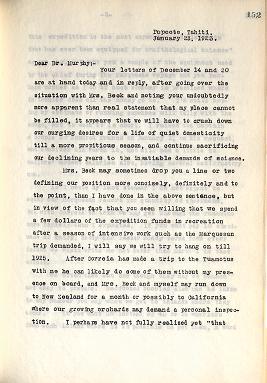 152
Papeete, Tahiti.
January 23, 1923.
Dear Dr. Murphy:-
Your letters of December 14 and 20
are at hand today and in reply, after going over the
situation with Mrs. Beck and noting your undoubtedly
more apparent than real statement that my place cannot
be filled, it appears that we will have to crush down
our surging desires for a life of quiet domesticity
till a more propitious season, and continue sacrificing
our declining years to the insatiable demands of science.
Mrs. Beck may sometimes drop you a line or two
defining our position more concisely, definitely and to
the point, than I have done in the above sentence, but
in view of the fact that you seem willing that we spend
a few dollars of the expedition funds in recreation
after a season of intensive work such as the Marquesan
trip demanded, I will say we will try to hang on till
1925. After Correia has made a trip to the Tuamotus
with me he can likely do some of them without my pres-
ence on board, and Mrs. Beck and myself may run down
to New Zealand for a month or possibly to California
where our growing orchards may demand a personal inspec-
tion. I perhaps have not fully realized yet "that